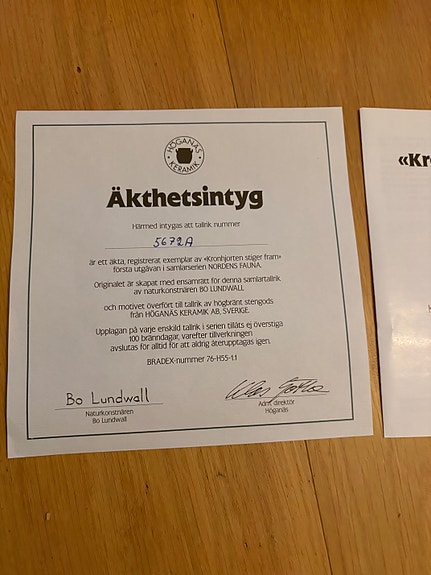 HÖGANÄS
KERAMIK
Äkthetsintyg
Härmed intygas att tallrik nummer
5672A
är ett äkta, registrerat exemplar av «Kronhjorten stiger fram»
första utgåvan i samlarserien NORDENS FAUNA.
Originalet är skapat med ensamrätt för denna samlartallrik
av naturkonstnären BO LUNDWALL
och motivet överfört till tallrik av högbränt stengods
från HÖGANÄS KERAMIK AB, SVERIGE.
Upplagan på varje enskild tallrik i serien tillåts ej överstiga
100 bränndagar, varefter tillverkningen
avslutas för alltid för att aldrig återupptagas igen.
BRADEX-nummer 76-H55-1.1
Bo Lundwall
Naturkonstnären
Bo Lundwall
Adm. direktör
Höganäs
«Kr